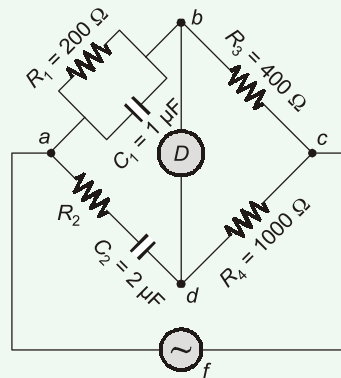 b
R₁ = 200 Ω
R₃ = 400 Ω
C₁ = 1 μF
a
D
c
R₂
C₂ = 2 μF
R₄ = 1000 Ω
d
~
f